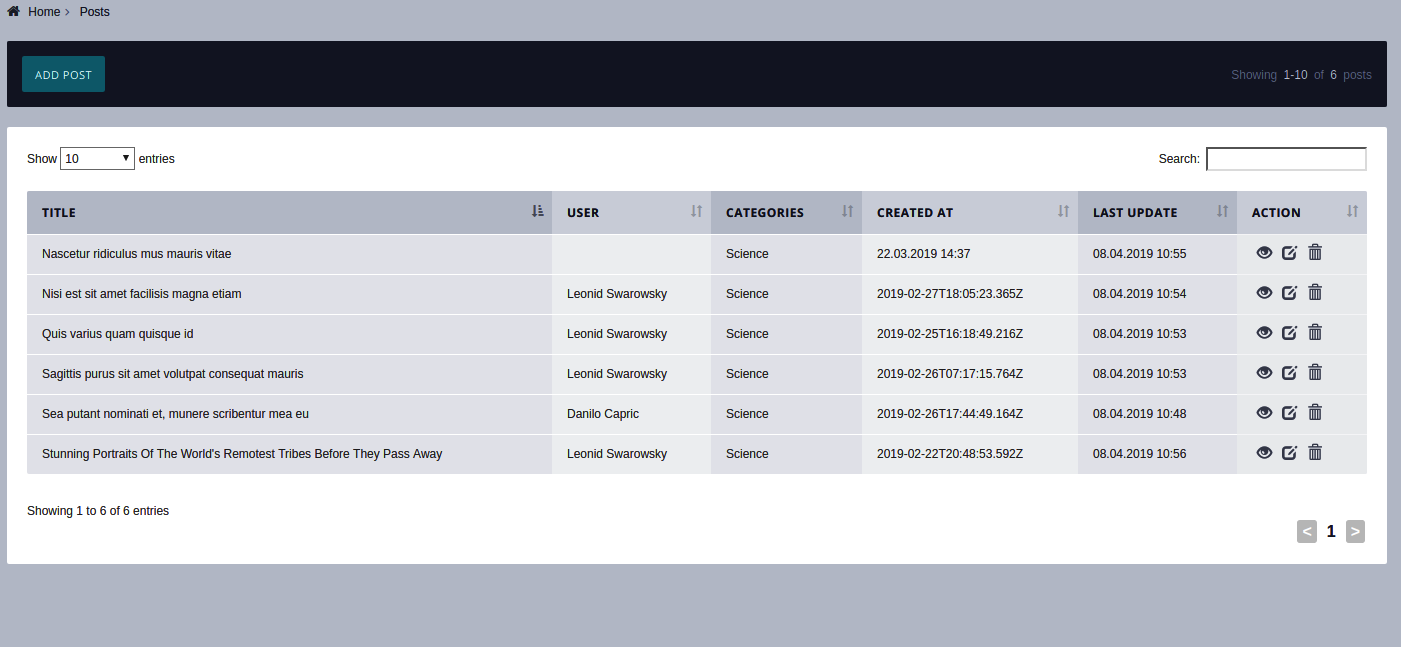 Home > Posts
ADD POST Showing 1-10 of 6 posts
Show 10 entries Search:
TITLE USER CATEGORIES CREATED AT LAST UPDATE ACTION
Nascetur ridiculus mus mauris vitae Science 22.03.2019 14:37 08.04.2019 10:55
Nisi est sit amet facilisis magna etiam Leonid Swarowsky Science 2019-02-27T18:05:23.365Z 08.04.2019 10:54
Quis varius quam quisque id Leonid Swarowsky Science 2019-02-25T16:18:49.216Z 08.04.2019 10:53
Sagittis purus sit amet volutpat consequat mauris Leonid Swarowsky Science 2019-02-26T07:17:15.764Z 08.04.2019 10:53
Sea putant nominati et, munere scribentur mea eu Danilo Capric Science 2019-02-26T17:44:49.164Z 08.04.2019 10:48
Stunning Portraits Of The World's Remotest Tribes Before They Pass Away Leonid Swarowsky Science 2019-02-22T20:48:53.592Z 08.04.2019 10:56
Showing 1 to 6 of 6 entries
< 1 >